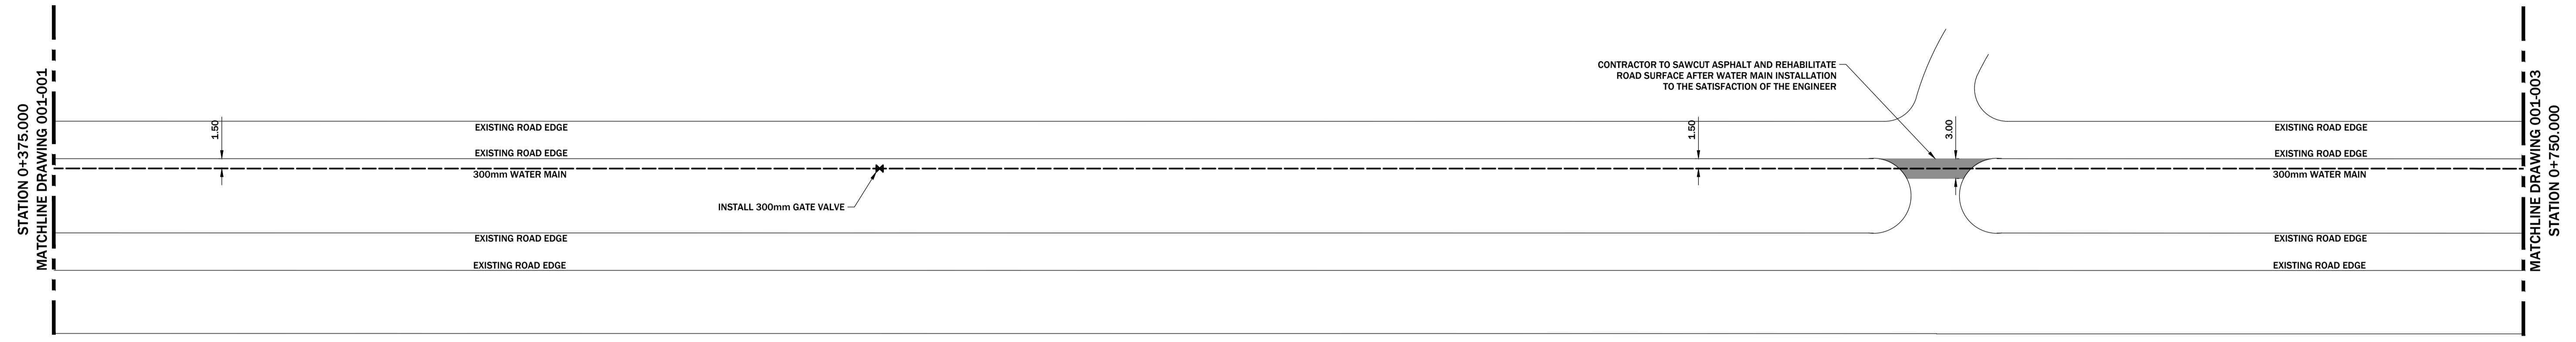 STATION 0+375.000
MATCHLINE DRAWING 001-001
1.50
EXISTING ROAD EDGE
EXISTING ROAD EDGE
300mm WATER MAIN
EXISTING ROAD EDGE
EXISTING ROAD EDGE
INSTALL 300mm GATE VALVE
CONTRACTOR TO SAWCUT ASPHALT AND REHABILITATE
ROAD SURFACE AFTER WATER MAIN INSTALLATION
TO THE SATISFACTION OF THE ENGINEER
1.50
3.00
EXISTING ROAD EDGE
EXISTING ROAD EDGE
300mm WATER MAIN
EXISTING ROAD EDGE
EXISTING ROAD EDGE
MATCHLINE DRAWING 001-003
STATION 0+750.000